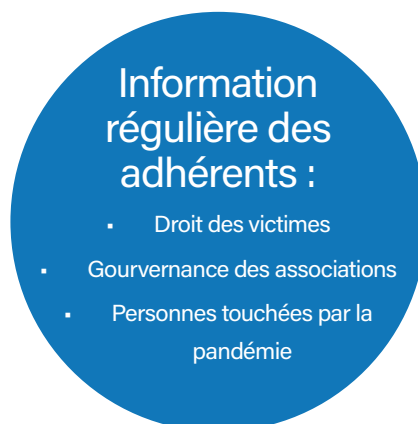 Information
régulière des
adhérents :
▪ Droit des victimes
▪ Gourvernance des associations
▪ Personnes touchées par la
pandémie